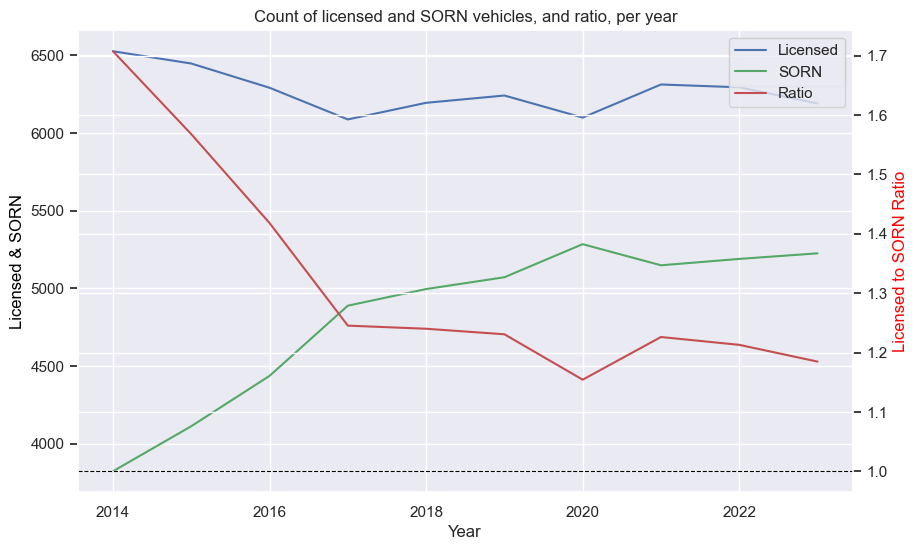 Count of licensed and SORN vehicles, and ratio, per year
Licensed
SORN
Ratio
Licensed & SORN
6500
6000
5500
5000
4500
4000
1.7
1.6
1.5
1.4
1.3
1.2
1.1
1.0
Licensed to SORN Ratio
2014 2016 2018 2020 2022
Year